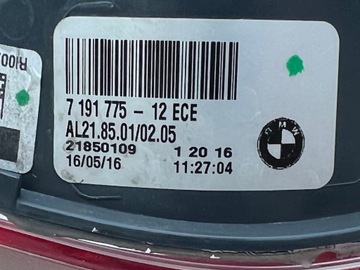 RI00
7 191 775 - 12 ECE
AL21.85.01/02.05
21850109 1 20 16
16/05/16 11:27:04
BMW